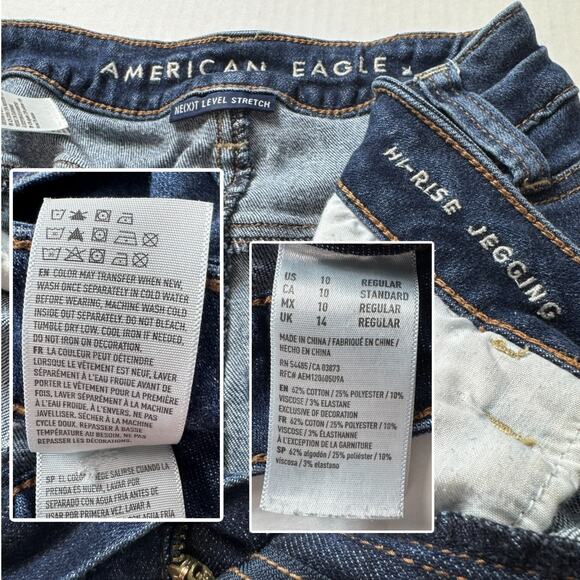 AMERICAN EAGLE
NE(X)T LEVEL STRETCH
HI-RISE JEGGING
EN COLOR MAY TRANSFER WHEN NEW,
WASH ONCE SEPARATELY IN COLD WATER
BEFORE WEARING, MACHINE WASH COLD
INSIDE OUT SEPARATELY. DO NOT BLEACH.
TUMBLE DRY LOW. COOL IRON IF NEEDED.
DO NOT IRON ON DECORATION.
FR LA COULEUR PEUT DÉTEINDRE
LORSQUE LE VÊTEMENT EST NEUF, LAVER
SÉPARÉMENT À L'EAU FROIDE AVANT DE
PORTER LE VÊTEMENT POUR LA PREMIÈRE
FOIS, LAVER SÉPARÉMENT À LA MACHINE
À L'EAU FROIDE, À L'ENVERS. NE PAS
JAVELLISER. SÉCHER À LA MACHINE
CYCLE DOUX. REPASSER À BASSE
TEMPÉRATURE AU BESOIN. NE PAS
REPASSER LES DÉCORATIONS.
SP EL COLOR PUEDE SALIRSE CUANDO LA
PRENDA ES NUEVA, LAVAR POR
SEPARADO CON AGUA FRÍA ANTES DE
USAR POR PRIMERA VEZ. LAVAR A
CON AGUA FRÍA
US 10 REGULAR
CA 10 STANDARD
MX 10 REGULAR
UK 14 REGULAR
MADE IN CHINA / FABRIQUÉ EN CHINE /
HECHO EN CHINA
RN 54485/CA 03873
RFC# AEM120605U9A
EN 62% COTTON / 25% POLYESTER / 10%
VISCOSE / 3% ELASTANE
EXCLUSIVE OF DECORATION
FR 62% COTON / 25% POLYESTER / 10%
VISCOSE / 3% ÉLASTHANNE
À L'EXCEPTION DE LA GARNITURE
SP 62% algodón / 25% poliéster / 10%
viscosa / 3% elastano